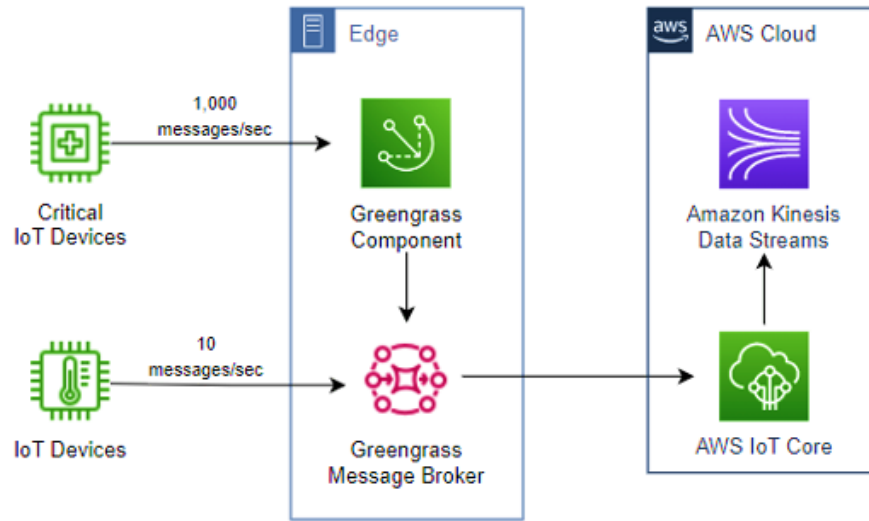 Edge
aws
AWS Cloud
1,000
messages/sec
Critical
IoT Devices
Greengrass
Component
Amazon Kinesis
Data Streams
10
messages/sec
IoT Devices
Greengrass
Message Broker
AWS IoT Core